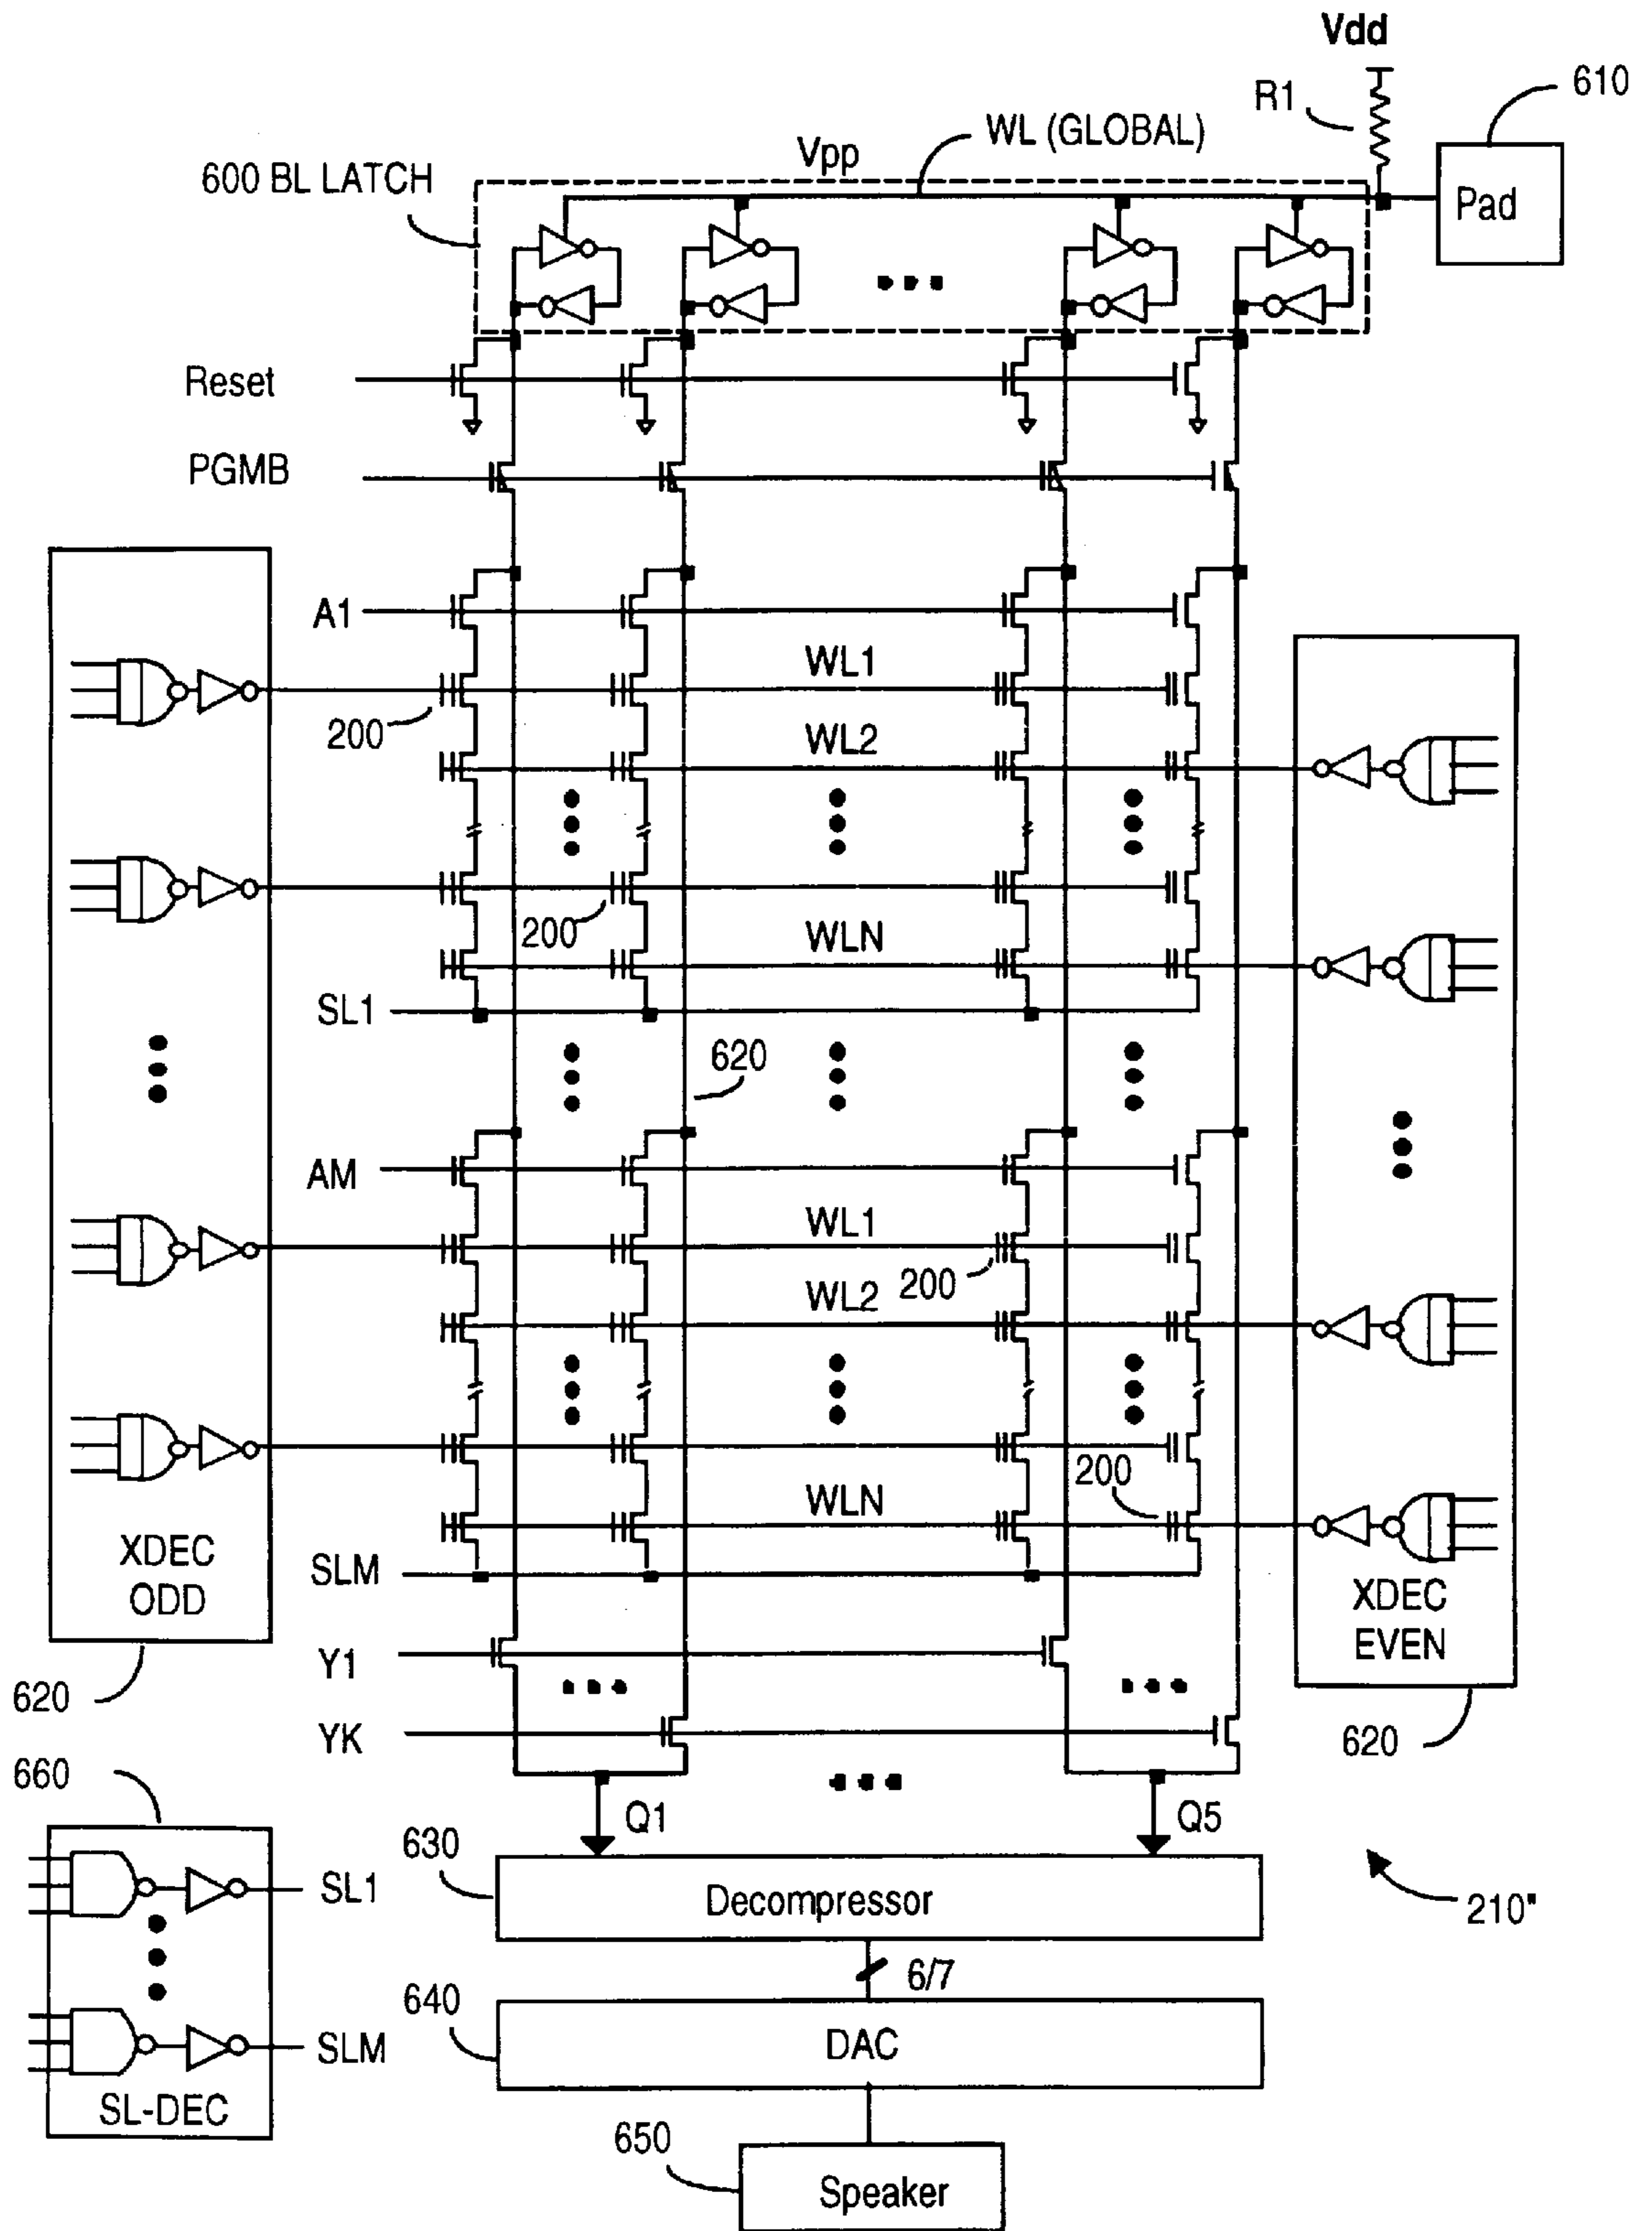 Vdd
R1
610
Pad
WL (GLOBAL)
Vpp
600 BL LATCH
Reset
PGMB
A1
WL1
200
WL2
200
WLN
SL1
620
AM
WL1
200
WL2
200
WLN
SLM
XDEC
ODD
XDEC
EVEN
620
Y1
620
YK
660
Q1
Q5
630
Decompressor
SL1
210"
6/7
640
DAC
SLM
SL-DEC
650
Speaker